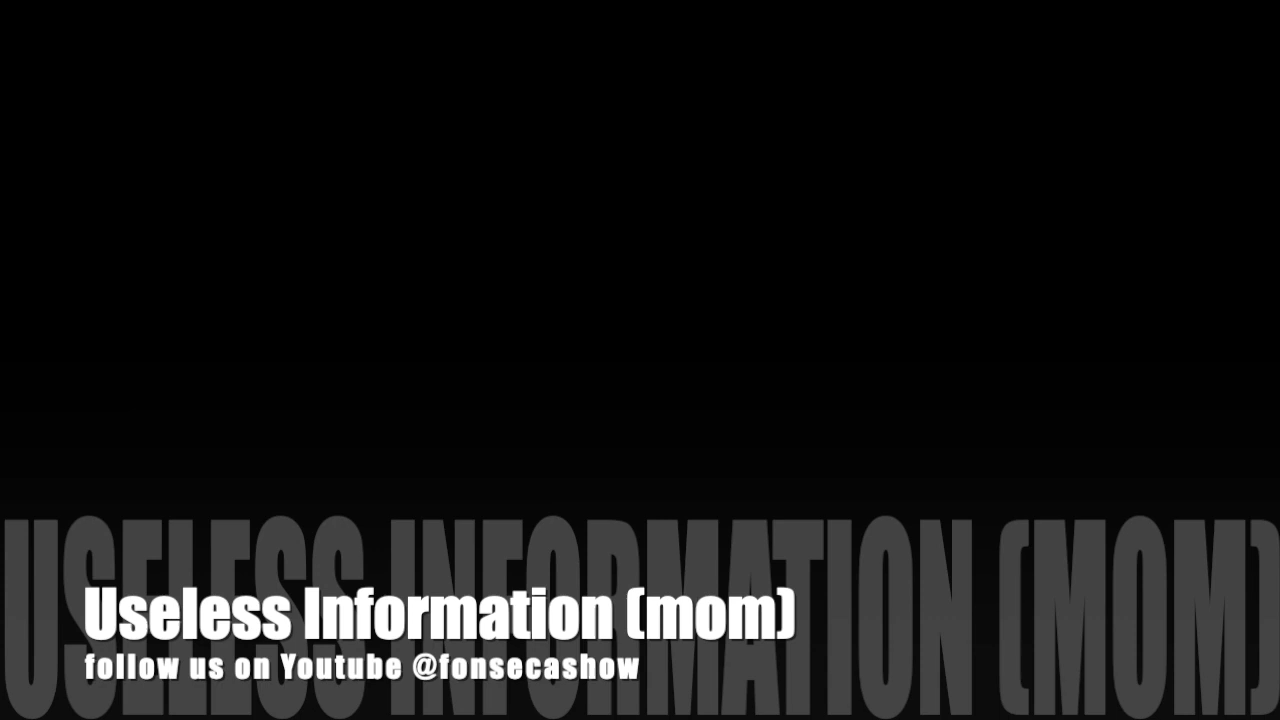 USELESS INFORMATION (MOM)
Useless Information (mom)
follow us on Youtube @fonsecashow